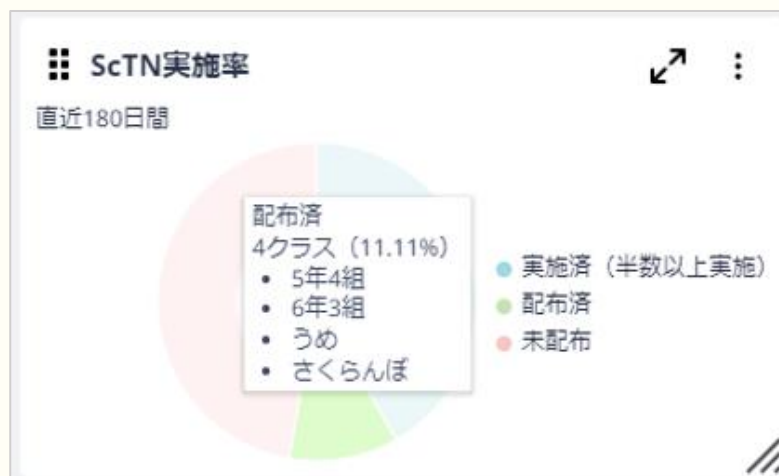 ScTN実施率
直近180日間
配布済
4クラス（11.11%）
• 5年4組
• 6年3組
• うめ
• さくらんぼ
実施済（半数以上実施）
配布済
未配布